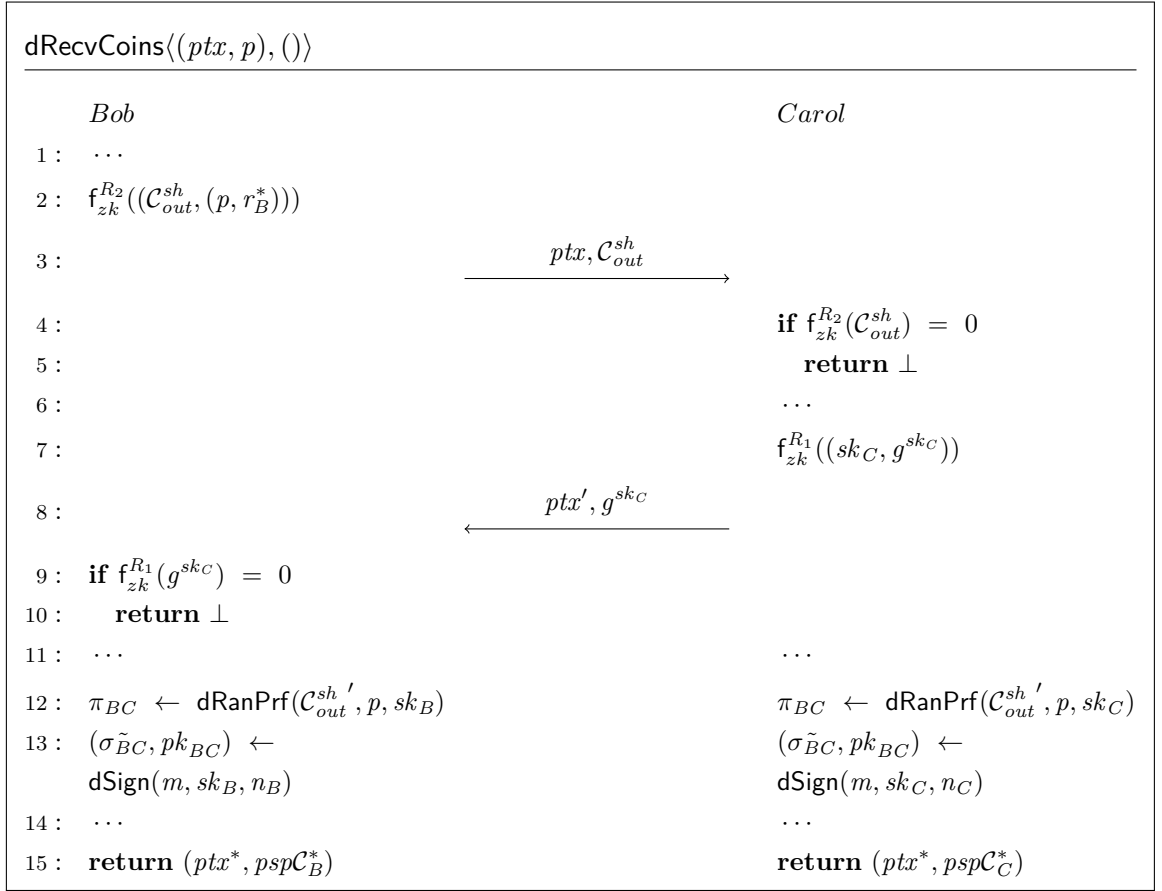 dRecvCoins⟨(ptx, p), ()⟩
Bob Carol
1 : ···
2 : f_{zk}^{R_2}((𝒞_{out}^{sh}, (p, r_B^*)))
3 : ptx, 𝒞_{out}^{sh}
4 : if f_{zk}^{R_2}(𝒞_{out}^{sh}) = 0
5 : return ⊥
6 : ···
7 : f_{zk}^{R_1}((sk_C, g^{sk_C}))
8 : ptx′, g^{sk_C}
9 : if f_{zk}^{R_1}(g^{sk_C}) = 0
10 : return ⊥
11 : ··· ···
12 : π_{BC} ← dRanPrf(𝒞_{out}^{sh}′, p, sk_B) π_{BC} ← dRanPrf(𝒞_{out}^{sh}′, p, sk_C)
13 : (σ̃_{BC}, pk_{BC}) ← (σ̃_{BC}, pk_{BC}) ←
dSign(m, sk_B, n_B) dSign(m, sk_C, n_C)
14 : ··· ···
15 : return (ptx^*, psp𝒞_B^*) return (ptx^*, psp𝒞_C^*)